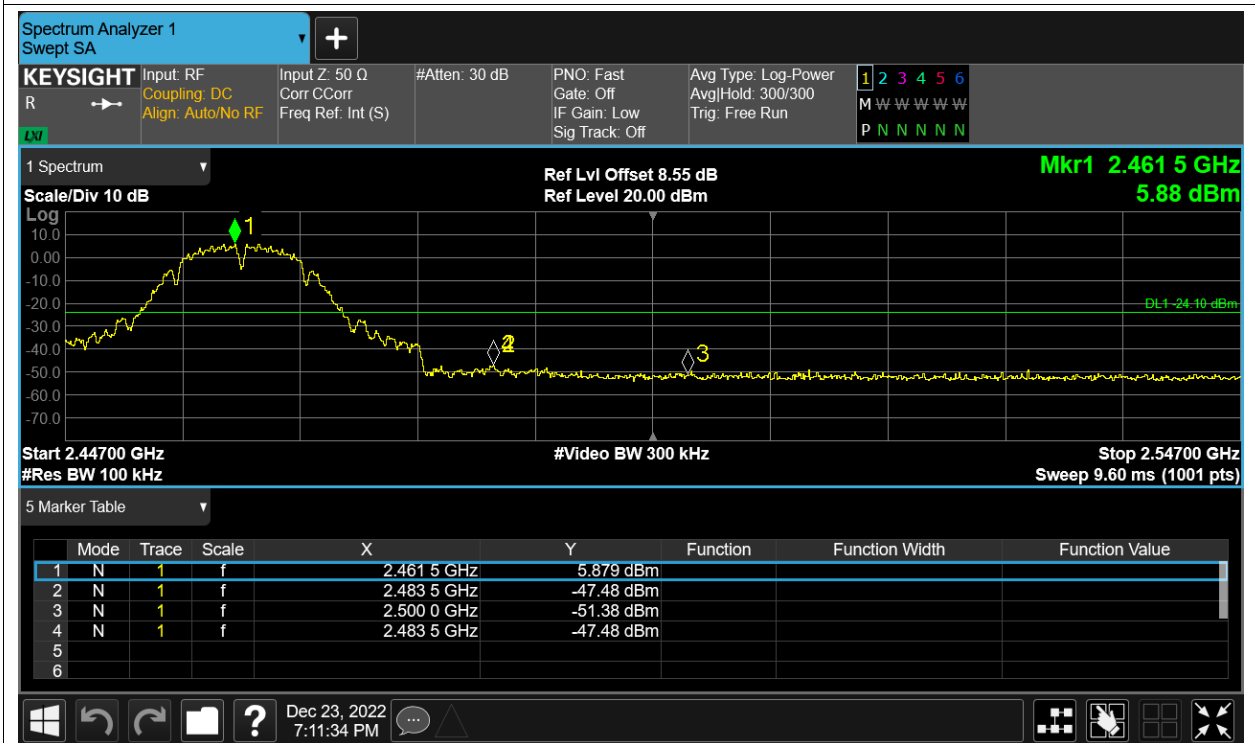 Spectrum Analyzer 1
Swept SA
KEYSIGHT Input: RF Input Z: 50 Ω #Atten: 30 dB PNO: Fast Avg Type: Log-Power 1 2 3 4 5 6
R Coupling: DC Corr CCorr Gate: Off Avg|Hold: 300/300 M W W W W W
Align: Auto/No RF Freq Ref: Int (S) IF Gain: Low Trig: Free Run
LXI Sig Track: Off P N N N N N
1 Spectrum Ref Lvl Offset 8.55 dB Mkr1 2.461 5 GHz
Scale/Div 10 dB Ref Level 20.00 dBm 5.88 dBm
Log
1
10.0
0.00
-10.0
-20.0 DL1 -24.10 dBm
-30.0
-40.0 2 3
-50.0
-60.0
-70.0
Start 2.44700 GHz #Video BW 300 kHz Stop 2.54700 GHz
#Res BW 100 kHz Sweep 9.60 ms (1001 pts)
5 Marker Table
Mode Trace Scale X Y Function Function Width Function Value
1 N 1 f 2.461 5 GHz 5.879 dBm
2 N 1 f 2.483 5 GHz -47.48 dBm
3 N 1 f 2.500 0 GHz -51.38 dBm
4 N 1 f 2.483 5 GHz -47.48 dBm
5
6
? Dec 23, 2022
7:11:34 PM